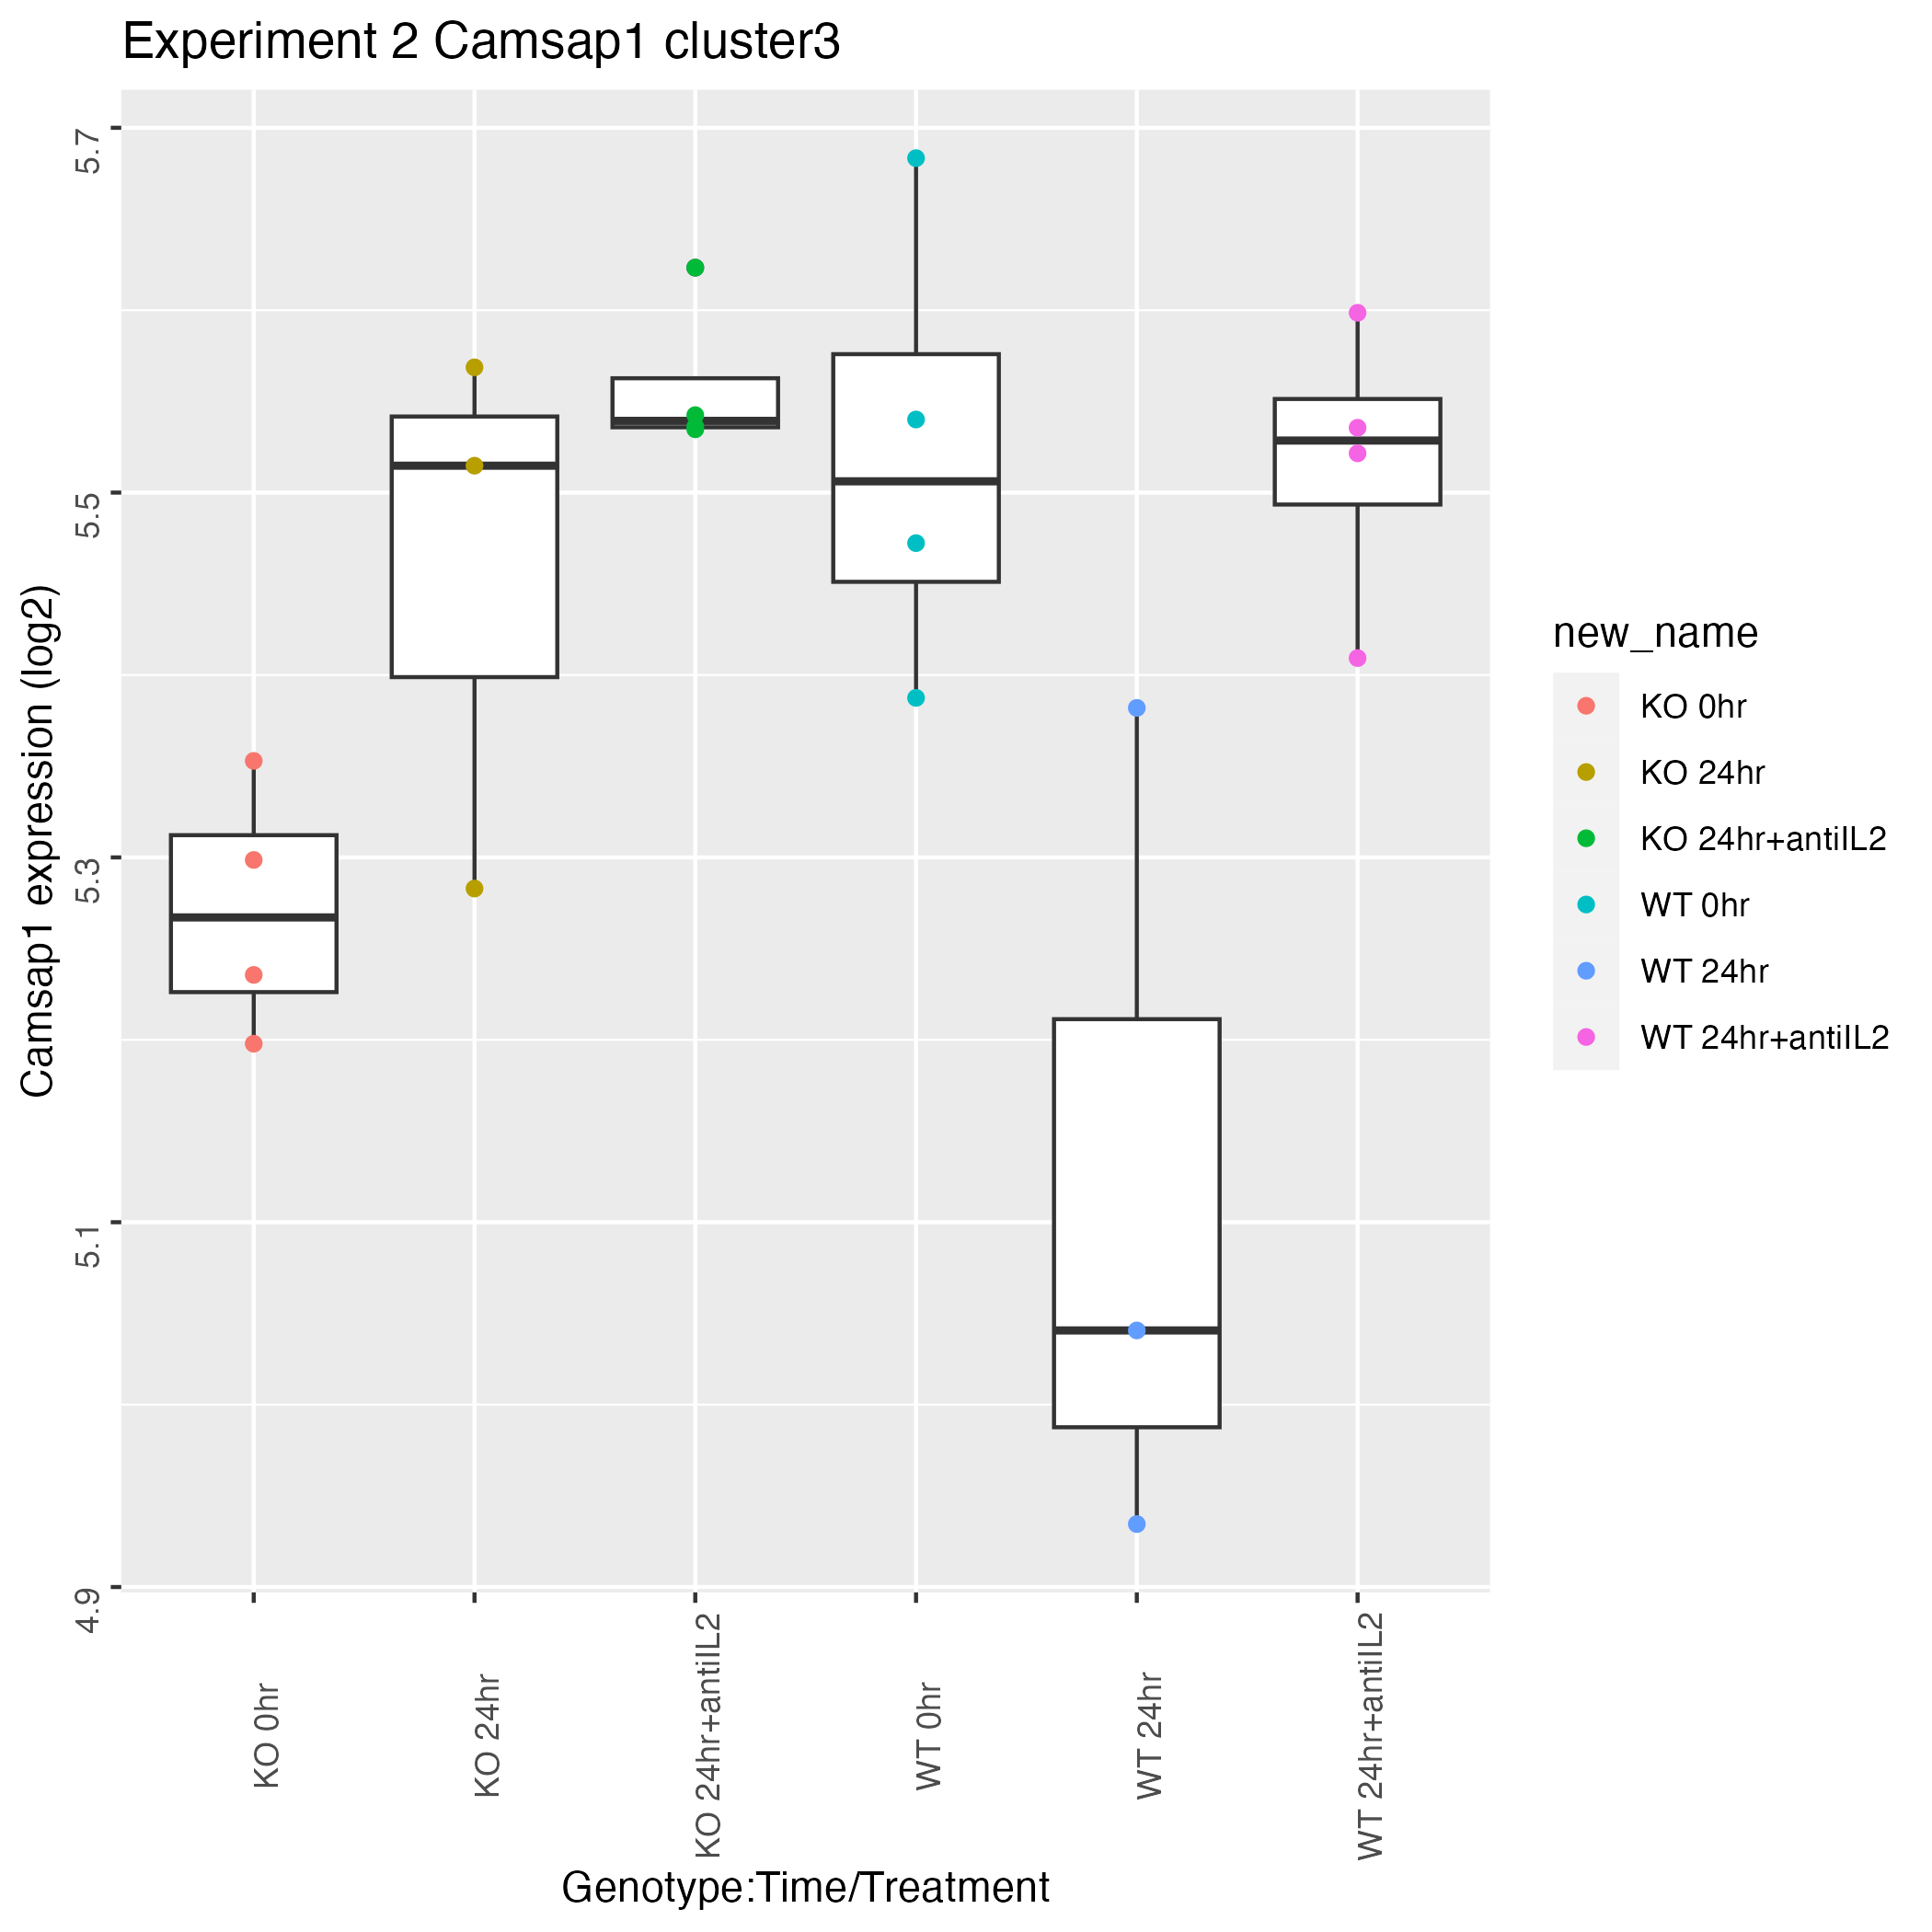 Experiment 2 Camsap1 cluster3
Camsap1 expression (log2)
5.7
5.5
5.3
5.1
4.9
KO 0hr
KO 24hr
KO 24hr+antiIL2
WT 0hr
WT 24hr
WT 24hr+antiIL2
Genotype:Time/Treatment
new_name
KO 0hr
KO 24hr
KO 24hr+antiIL2
WT 0hr
WT 24hr
WT 24hr+antiIL2